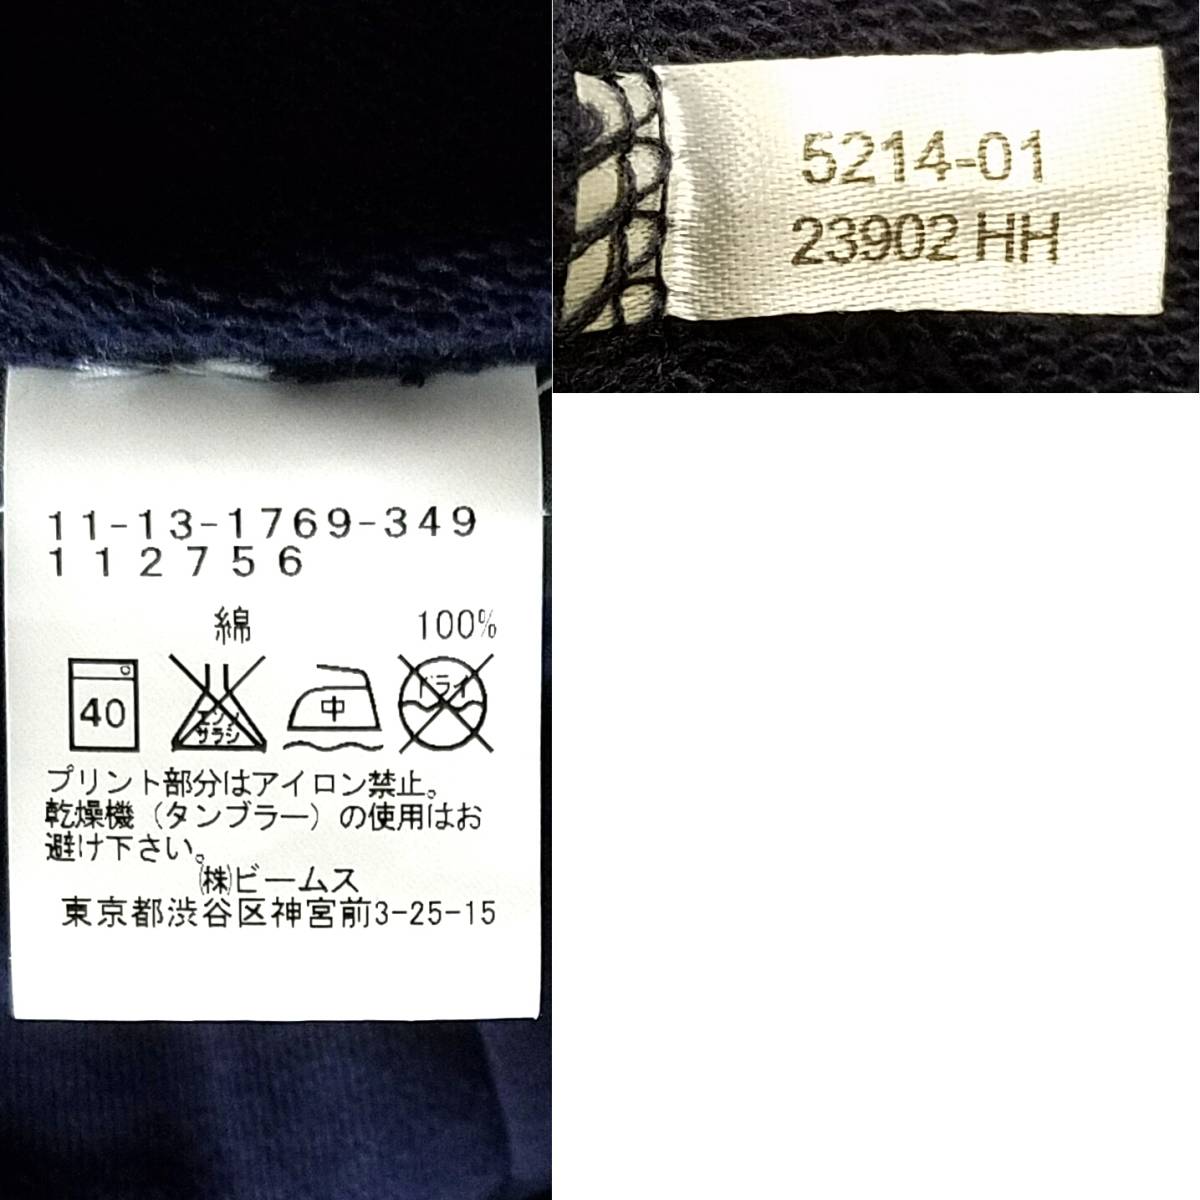 11-13-1769-349
112756
綿 100%
40
エンソ
サラシ
中
ドライ
プリント部分はアイロン禁止。
乾燥機（タンブラー）の使用はお
避け下さい。
㈱ビームス
東京都渋谷区神宮前3-25-15
5214-01
23902 HH